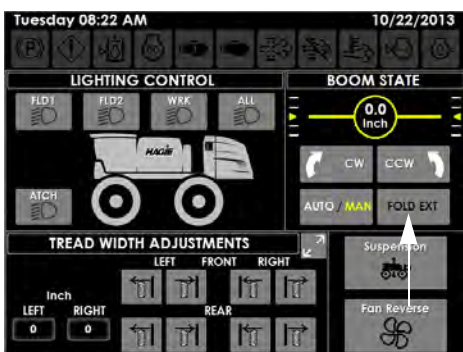 Tuesday 08:22 AM 10/22/2013
(P)
LIGHTING CONTROL
FLD1 FLD2 WRK ALL
HAGIE
ATCH
BOOM STATE
0.0
Inch
CW CCW
AUTO / MAN FOLD EXT
TREAD WIDTH ADJUSTMENTS
LEFT FRONT RIGHT
Inch
LEFT RIGHT REAR
0 0
Suspension
Fan Reverse